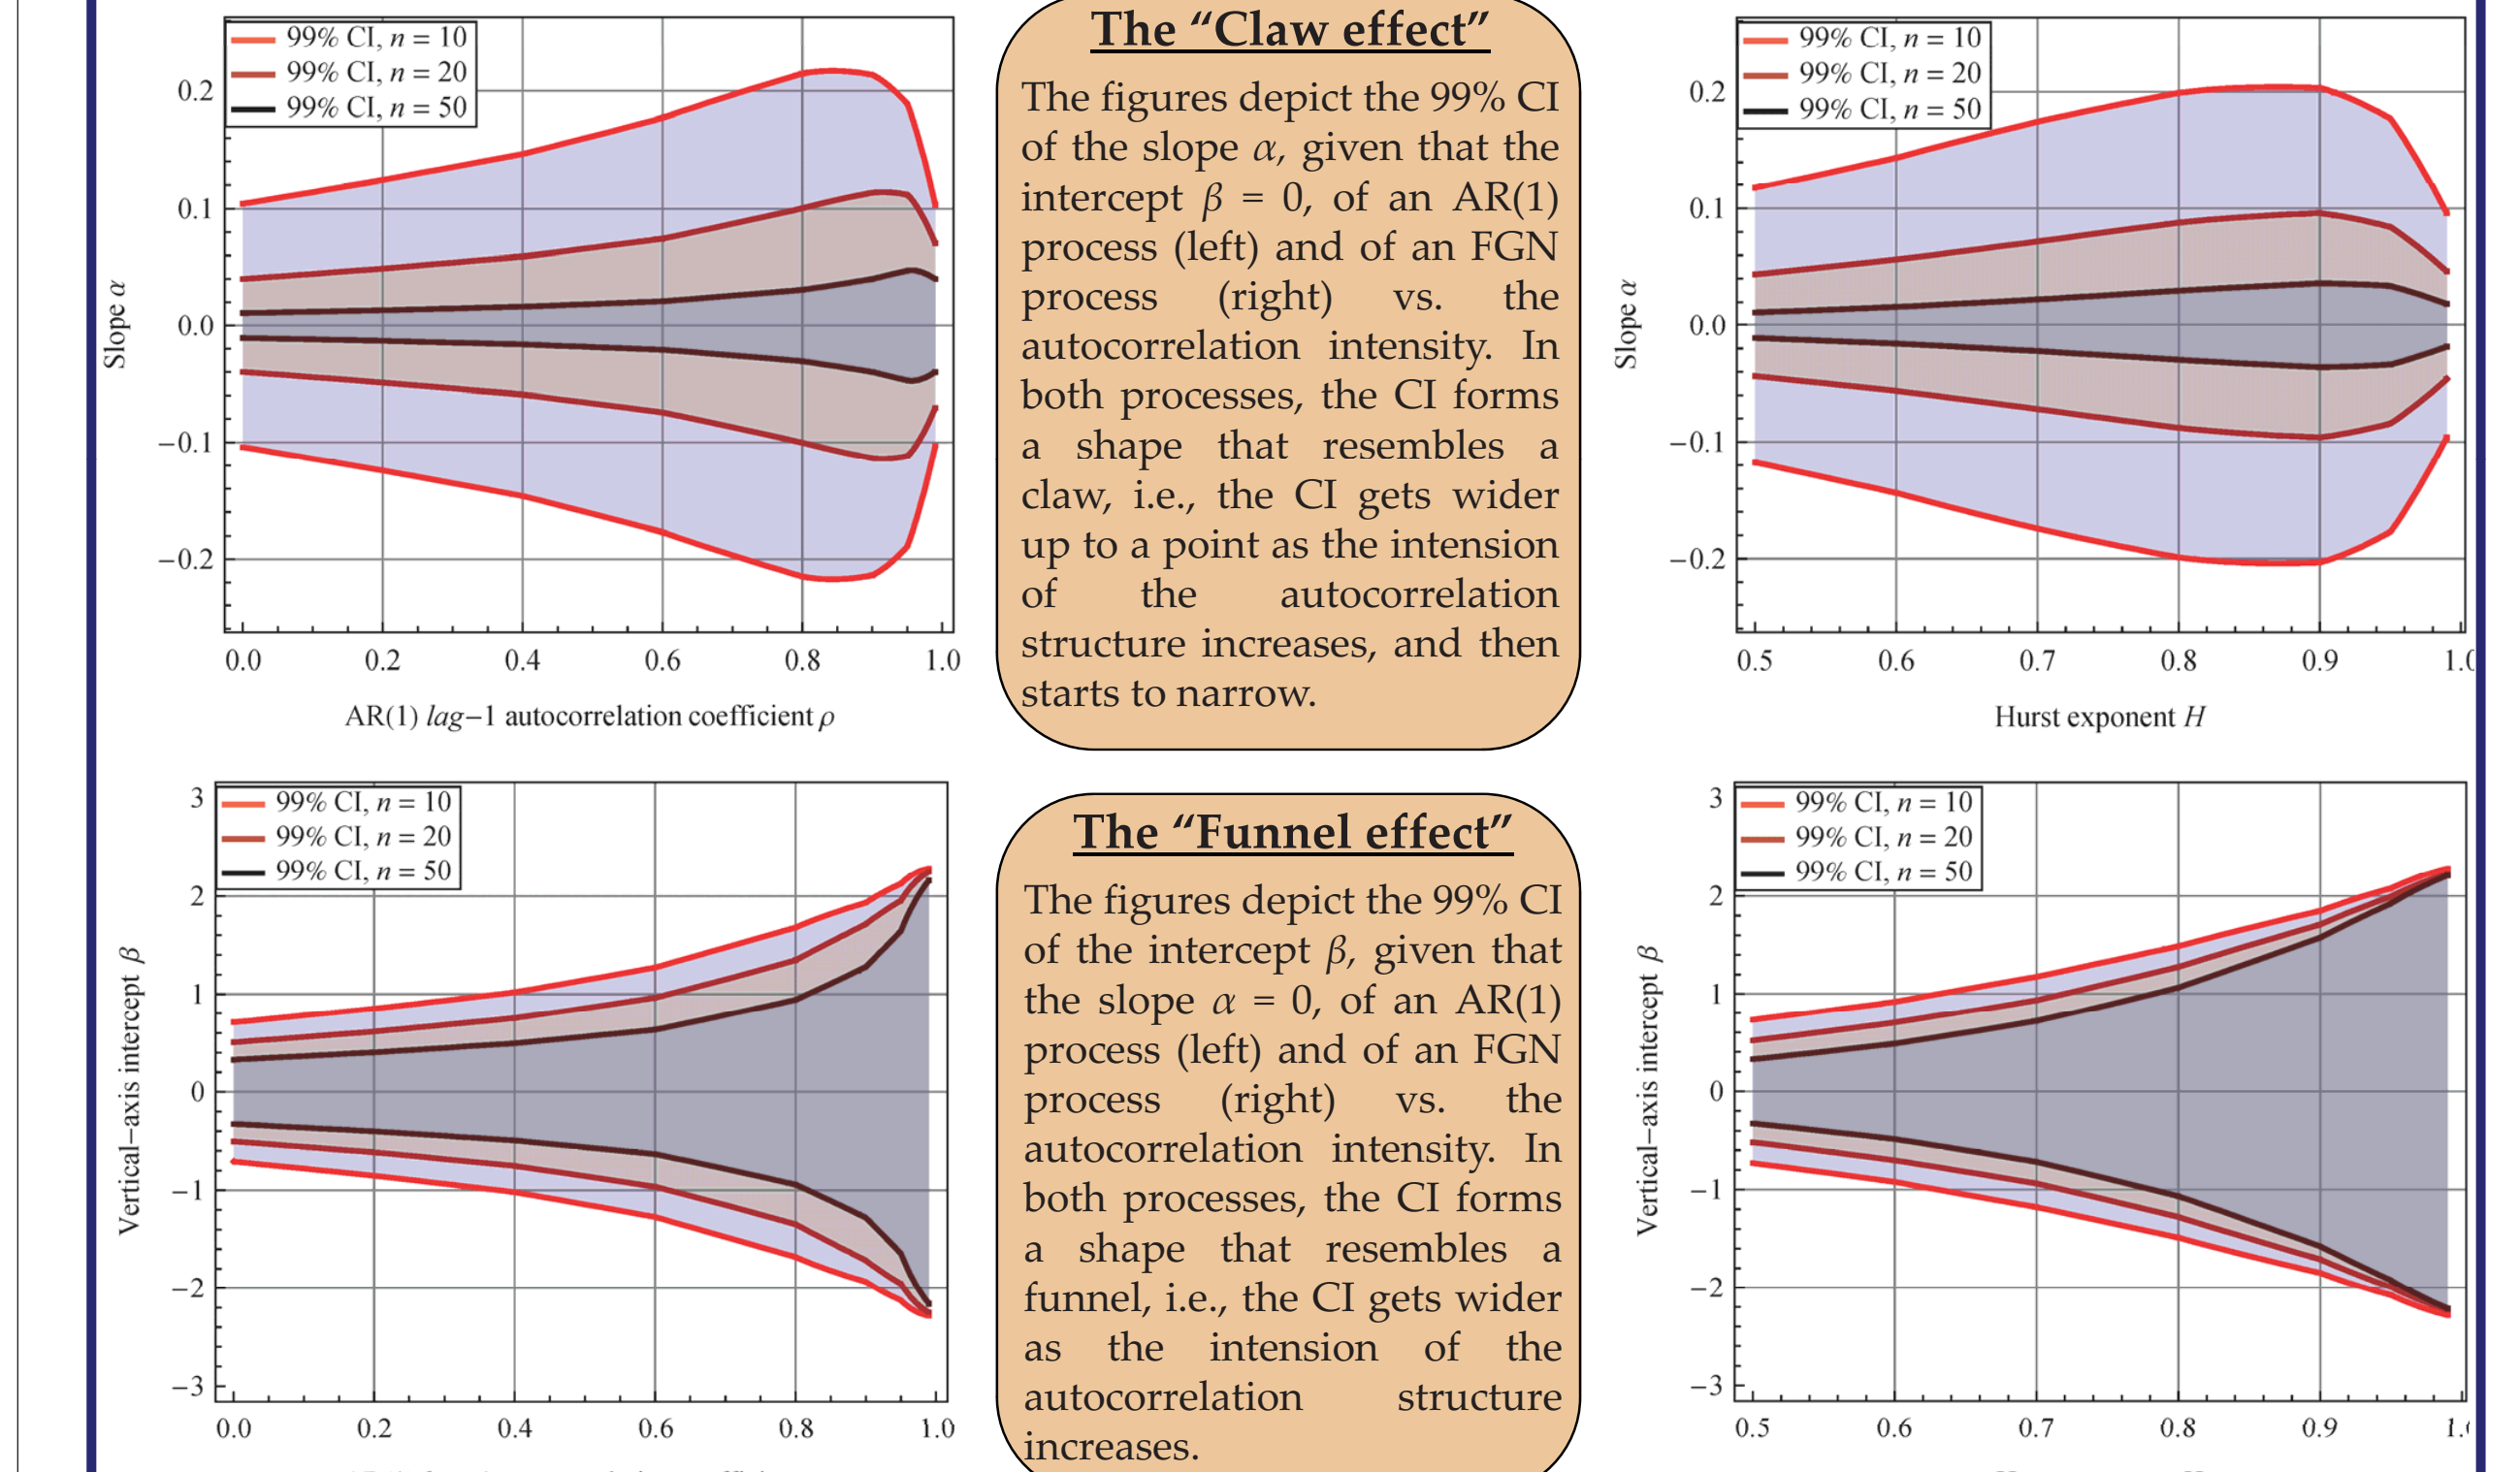 99% CI, n = 10
99% CI, n = 20
99% CI, n = 50
0.2
0.1
0.0
−0.1
−0.2
Slope α
0.0 0.2 0.4 0.6 0.8 1.0
AR(1) lag−1 autocorrelation coefficient ρ
The “Claw effect”
The figures depict the 99% CI
of the slope α, given that the
intercept β = 0, of an AR(1)
process (left) and of an FGN
process (right) vs. the
autocorrelation intensity. In
both processes, the CI forms
a shape that resembles a
claw, i.e., the CI gets wider
up to a point as the intension
of the autocorrelation
structure increases, and then
starts to narrow.
99% CI, n = 10
99% CI, n = 20
99% CI, n = 50
0.2
0.1
0.0
−0.1
−0.2
Slope α
0.5 0.6 0.7 0.8 0.9
Hurst exponent H
99% CI, n = 10
99% CI, n = 20
99% CI, n = 50
3
2
1
0
−1
−2
−3
Vertical−axis intercept β
0.0 0.2 0.4 0.6 0.8 1.0
The “Funnel effect”
The figures depict the 99% CI
of the intercept β, given that
the slope α = 0, of an AR(1)
process (left) and of an FGN
process (right) vs. the
autocorrelation intensity. In
both processes, the CI forms
a shape that resembles a
funnel, i.e., the CI gets wider
as the intension of the
autocorrelation structure
increases.
99% CI, n = 10
99% CI, n = 20
99% CI, n = 50
3
2
1
0
−1
−2
−3
Vertical−axis intercept β
0.5 0.6 0.7 0.8 0.9